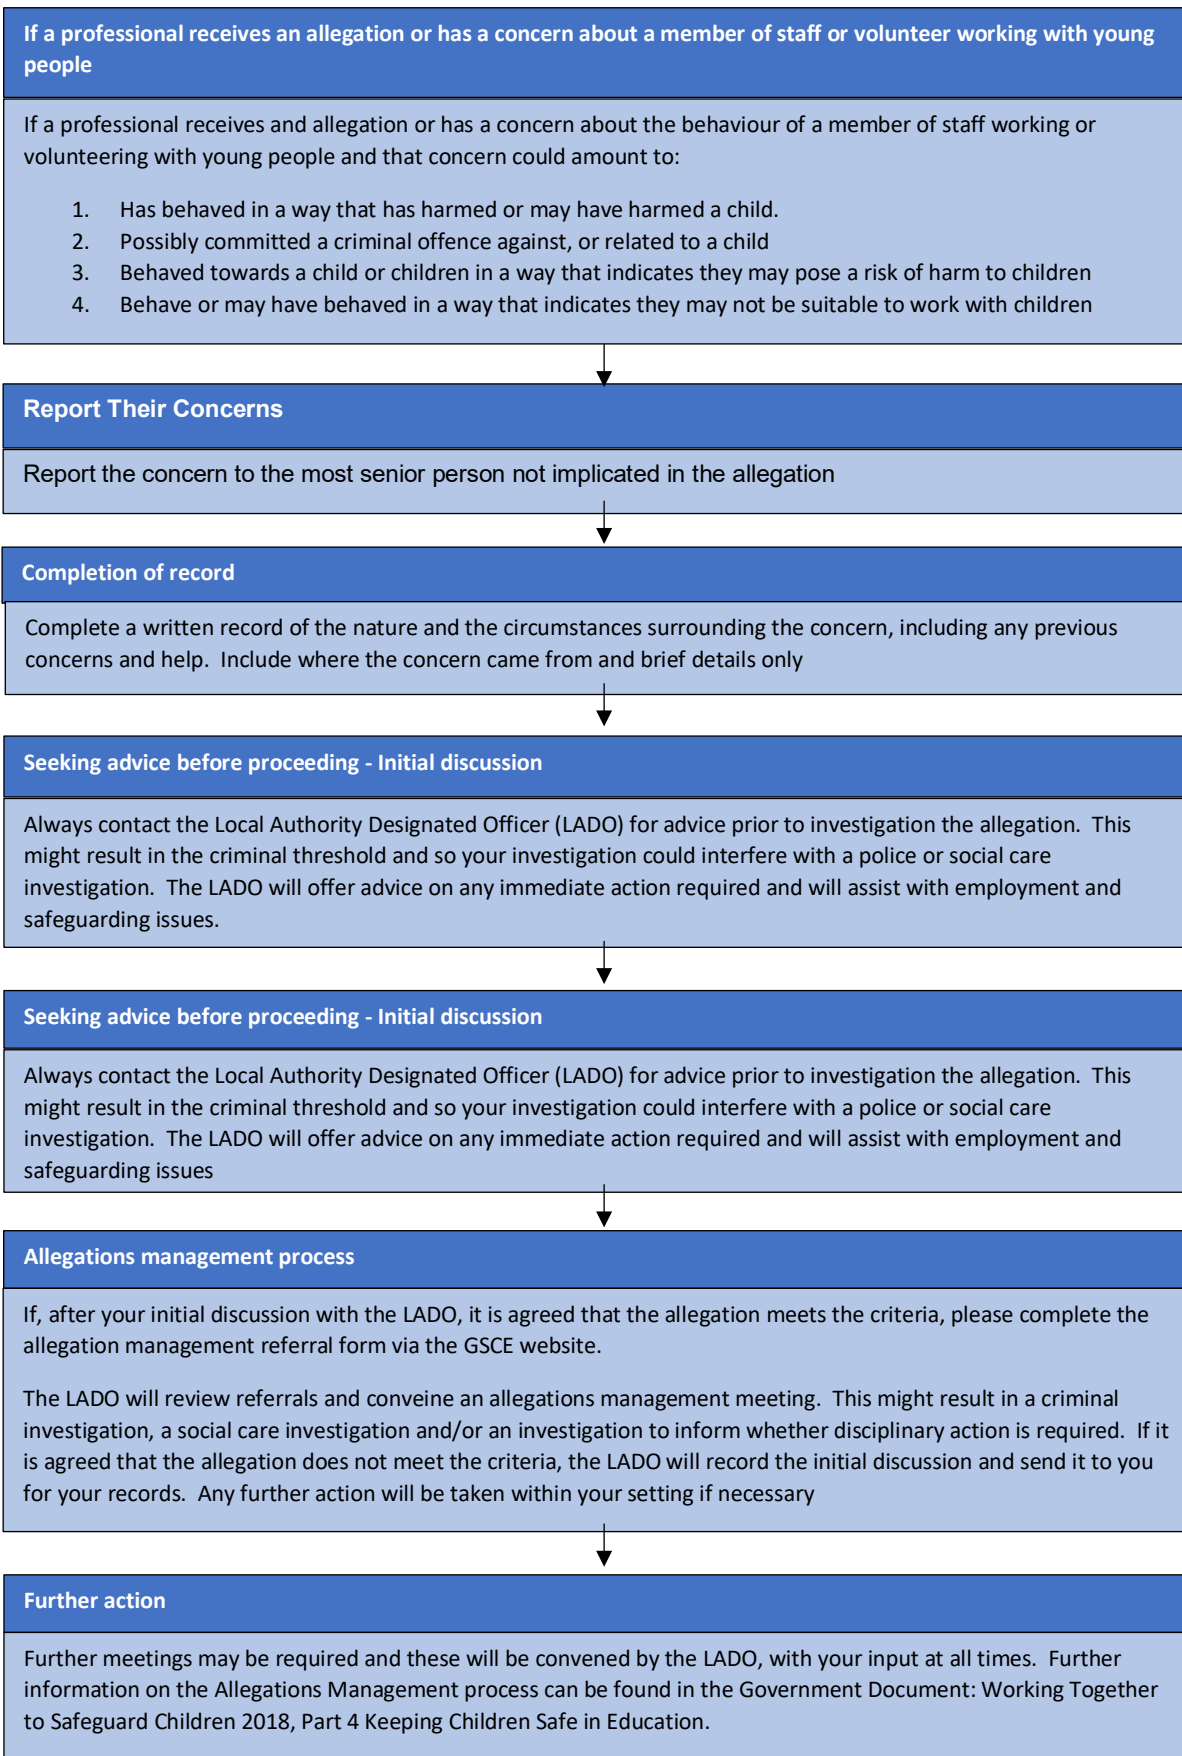 If a professional receives an allegation or has a concern about a member of staff or volunteer working with young
people
If a professional receives and allegation or has a concern about the behaviour of a member of staff working or
volunteering with young people and that concern could amount to:
1. Has behaved in a way that has harmed or may have harmed a child.
2. Possibly committed a criminal offence against, or related to a child
3. Behaved towards a child or children in a way that indicates they may pose a risk of harm to children
4. Behave or may have behaved in a way that indicates they may not be suitable to work with children
Report Their Concerns
Report the concern to the most senior person not implicated in the allegation
Completion of record
Complete a written record of the nature and the circumstances surrounding the concern, including any previous
concerns and help. Include where the concern came from and brief details only
Seeking advice before proceeding - Initial discussion
Always contact the Local Authority Designated Officer (LADO) for advice prior to investigation the allegation. This
might result in the criminal threshold and so your investigation could interfere with a police or social care
investigation. The LADO will offer advice on any immediate action required and will assist with employment and
safeguarding issues.
Seeking advice before proceeding - Initial discussion
Always contact the Local Authority Designated Officer (LADO) for advice prior to investigation the allegation. This
might result in the criminal threshold and so your investigation could interfere with a police or social care
investigation. The LADO will offer advice on any immediate action required and will assist with employment and
safeguarding issues
Allegations management process
If, after your initial discussion with the LADO, it is agreed that the allegation meets the criteria, please complete the
allegation management referral form via the GSCE website.
The LADO will review referrals and conveine an allegations management meeting. This might result in a criminal
investigation, a social care investigation and/or an investigation to inform whether disciplinary action is required. If it
is agreed that the allegation does not meet the criteria, the LADO will record the initial discussion and send it to you
for your records. Any further action will be taken within your setting if necessary
Further action
Further meetings may be required and these will be convened by the LADO, with your input at all times. Further
information on the Allegations Management process can be found in the Government Document: Working Together
to Safeguard Children 2018, Part 4 Keeping Children Safe in Education.